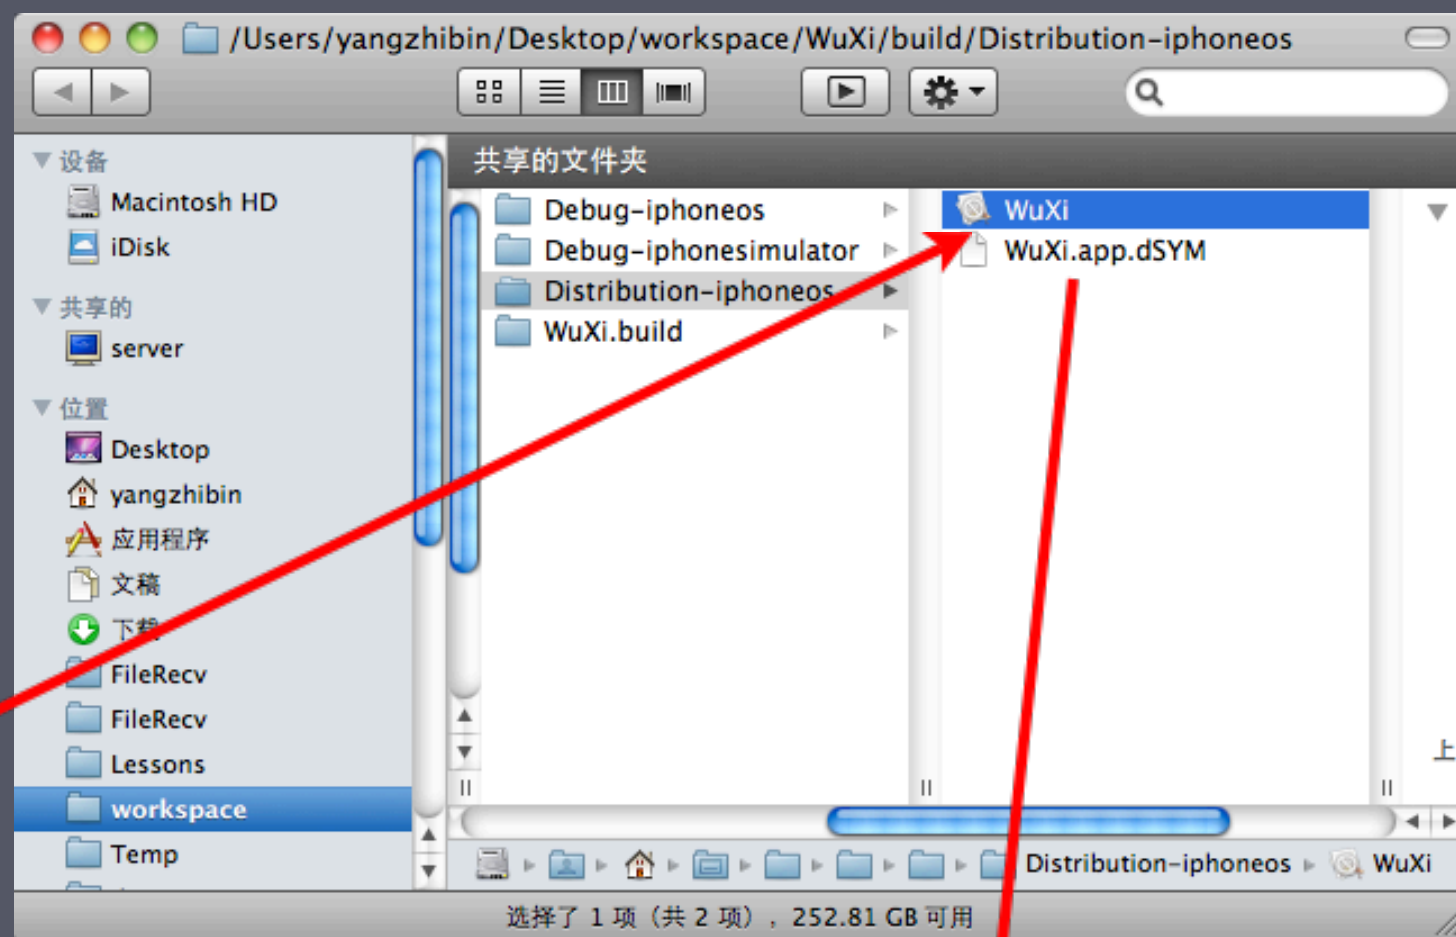 /Users/yangzhibin/Desktop/workspace/WuXi/build/Distribution-iphoneos
设备
Macintosh HD
iDisk
共享的
server
位置
Desktop
yangzhibin
应用程序
文稿
下载
FileRecv
FileRecv
Lessons
workspace
Temp
共享的文件夹
Debug-iphoneos
Debug-iphonesimulator
Distribution-iphoneos
WuXi.build
WuXi
WuXi.app.dSYM
上
Distribution-iphoneos WuXi
选择了 1 项（共 2 项），252.81 GB 可用